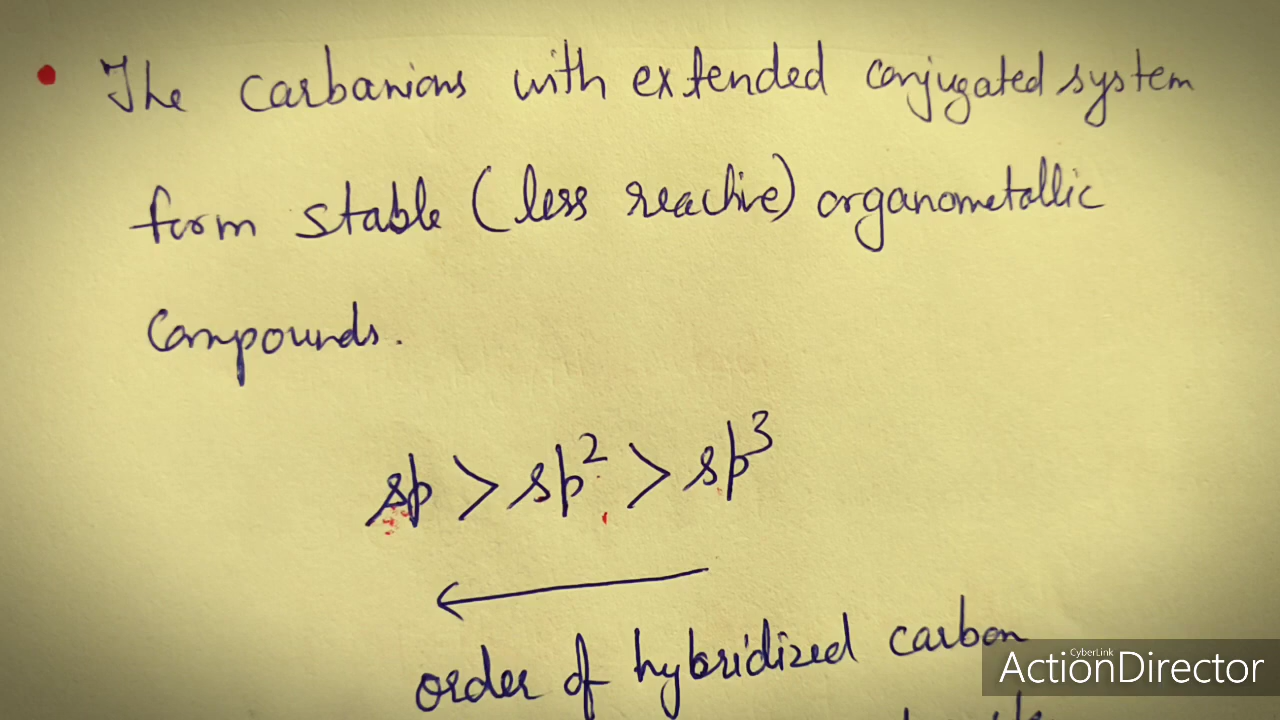 The carbanions with extended conjugated system
form stable (less reactive) organometallic
compounds.
sp > sp² > sp³
order of hybridized carbon
CyberLink
ActionDirector